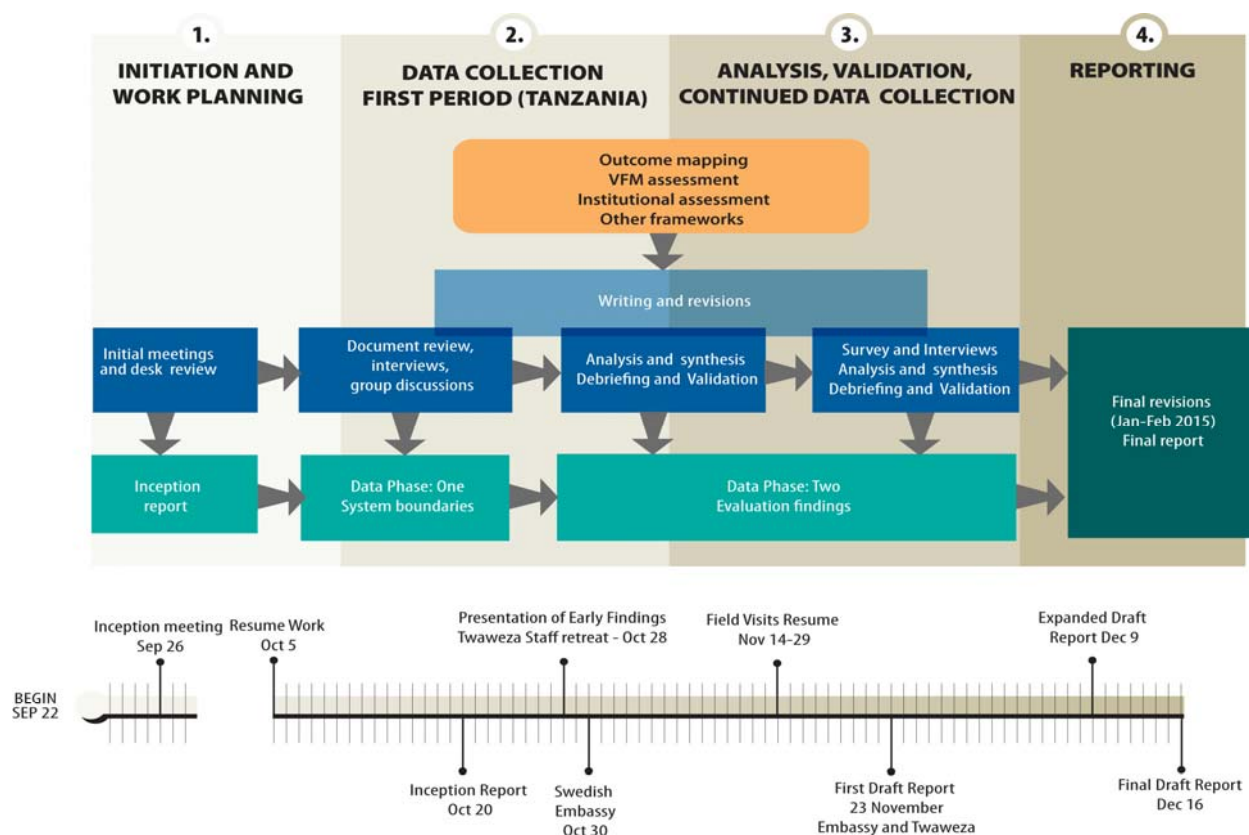 1.
INITIATION AND
WORK PLANNING
2.
DATA COLLECTION
FIRST PERIOD (TANZANIA)
3.
ANALYSIS, VALIDATION,
CONTINUED DATA COLLECTION
4.
REPORTING
Outcome mapping
VFM assessment
Institutional assessment
Other frameworks
Writing and revisions
Initial meetings
and desk review
Document review,
interviews,
group discussions
Analysis and synthesis
Debriefing and Validation
Survey and Interviews
Analysis and synthesis
Debriefing and Validation
Final revisions
(Jan-Feb 2015)
Final report
Inception
report
Data Phase: One
System boundaries
Data Phase: Two
Evaluation findings
Inception meeting
Sep 26
Resume Work
Oct 5
Presentation of Early Findings
Twaweza Staff retreat - Oct 28
Field Visits Resume
Nov 14-29
Expanded Draft
Report Dec 9
BEGIN
SEP 22
Inception Report
Oct 20
Swedish
Embassy
Oct 30
First Draft Report
23 November
Embassy and Twaweza
Final Draft Report
Dec 16